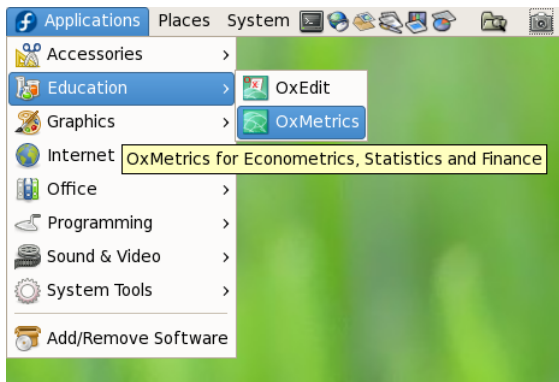 Applications Places System
Accessories
Education
OxEdit
Graphics
OxMetrics
Internet
OxMetrics for Econometrics, Statistics and Finance
Office
Programming
Sound & Video
System Tools
Add/Remove Software